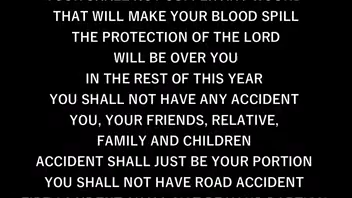 THAT WILL MAKE YOUR BLOOD SPILL
THE PROTECTION OF THE LORD
WILL BE OVER YOU
IN THE REST OF THIS YEAR
YOU SHALL NOT HAVE ANY ACCIDENT
YOU, YOUR FRIENDS, RELATIVE,
FAMILY AND CHILDREN
ACCIDENT SHALL JUST BE YOUR PORTION
YOU SHALL NOT HAVE ROAD ACCIDENT